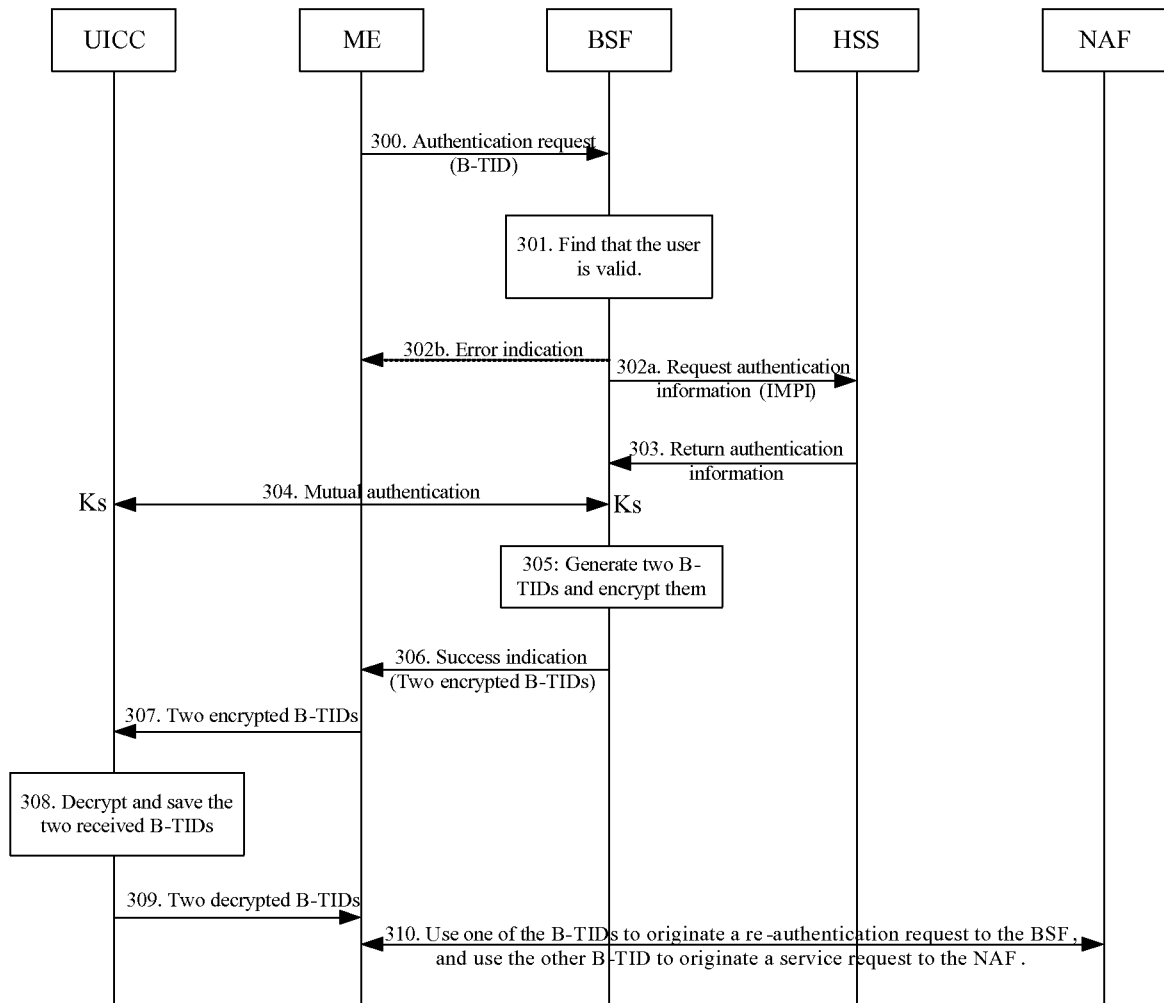 UICC
ME
BSF
HSS
NAF
300. Authentication request
(B-TID)
301. Find that the user
is valid.
302b. Error indication
302a. Request authentication
information (IMPI)
303. Return authentication
information
Ks
304. Mutual authentication
Ks
305: Generate two B-
TIDs and encrypt them
306. Success indication
(Two encrypted B-TIDs)
307. Two encrypted B-TIDs
308. Decrypt and save the
two received B-TIDs
309. Two decrypted B-TIDs
310. Use one of the B-TIDs to originate a re-authentication request to the BSF,
and use the other B-TID to originate a service request to the NAF.